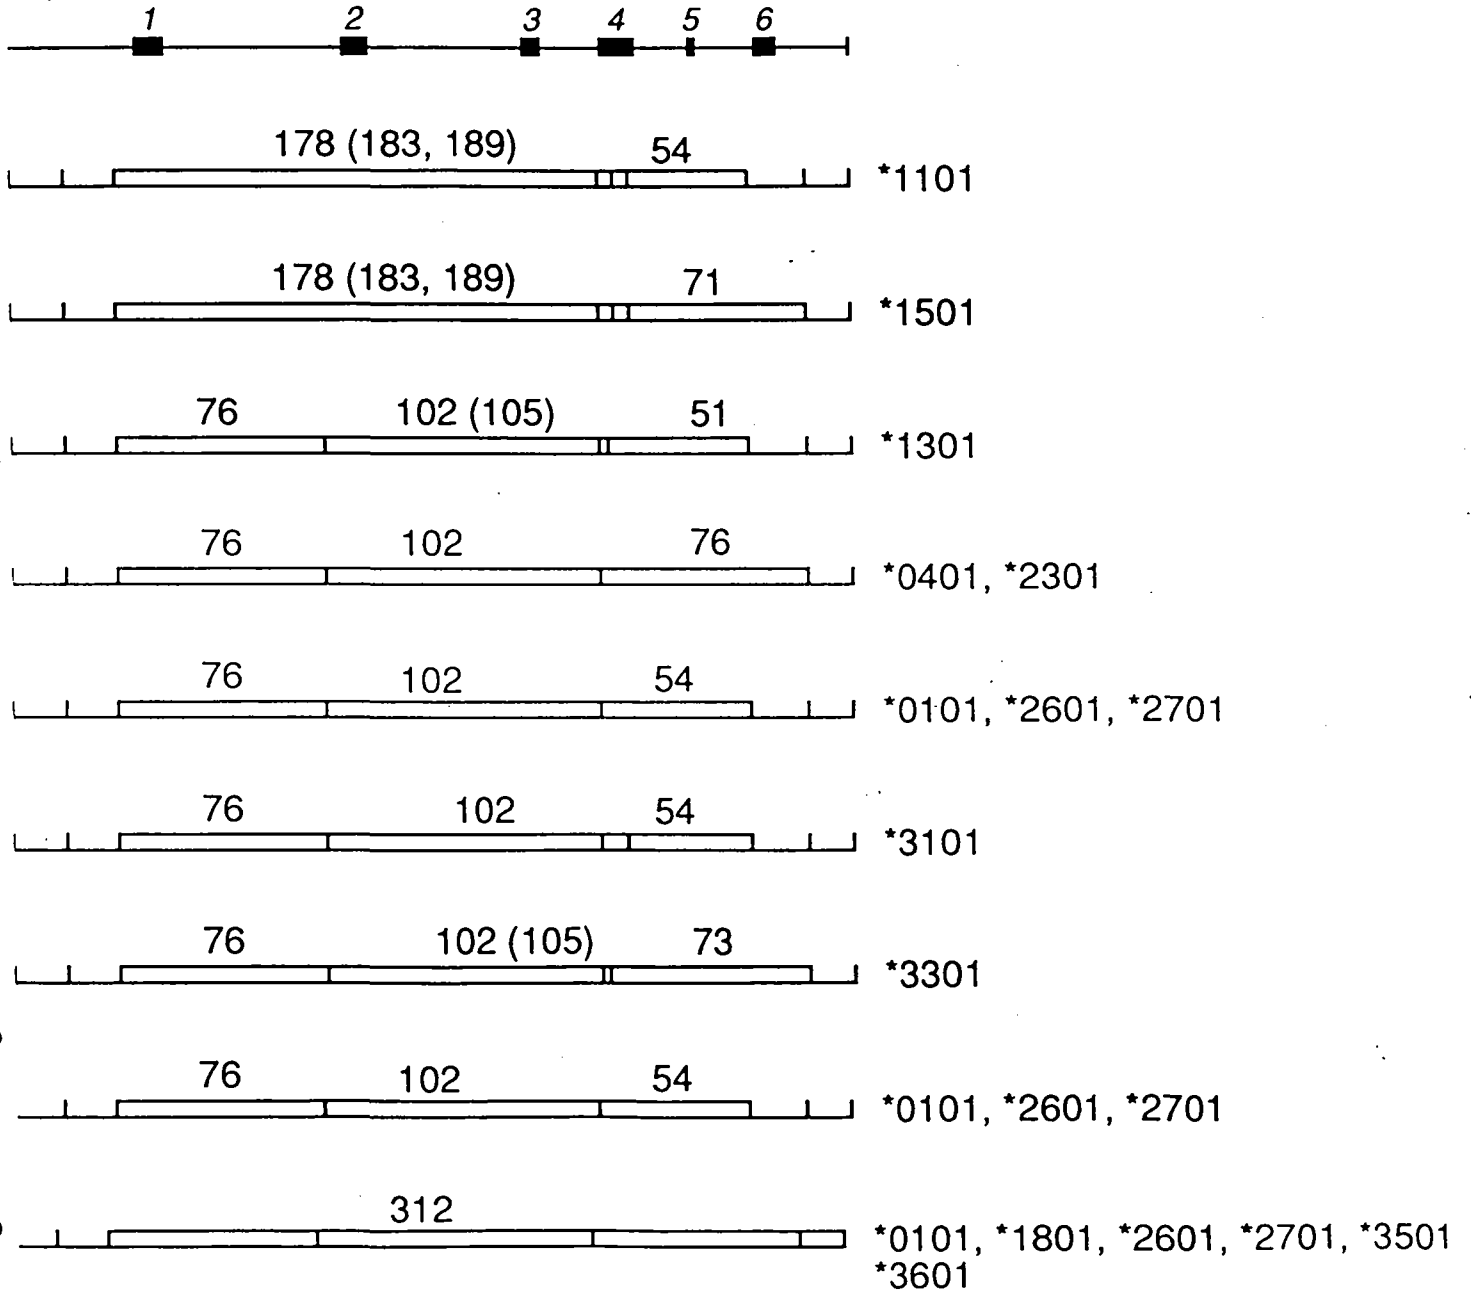 1 2 3 4 5 6
178 (183, 189) 54
*1101
178 (183, 189) 71
*1501
76 102 (105) 51
*1301
76 102 76
*0401, *2301
76 102 54
*0101, *2601, *2701
76 102 54
*3101
76 102 (105) 73
*3301
76 102 54
*0101, *2601, *2701
312
*0101, *1801, *2601, *2701, *3501
*3601